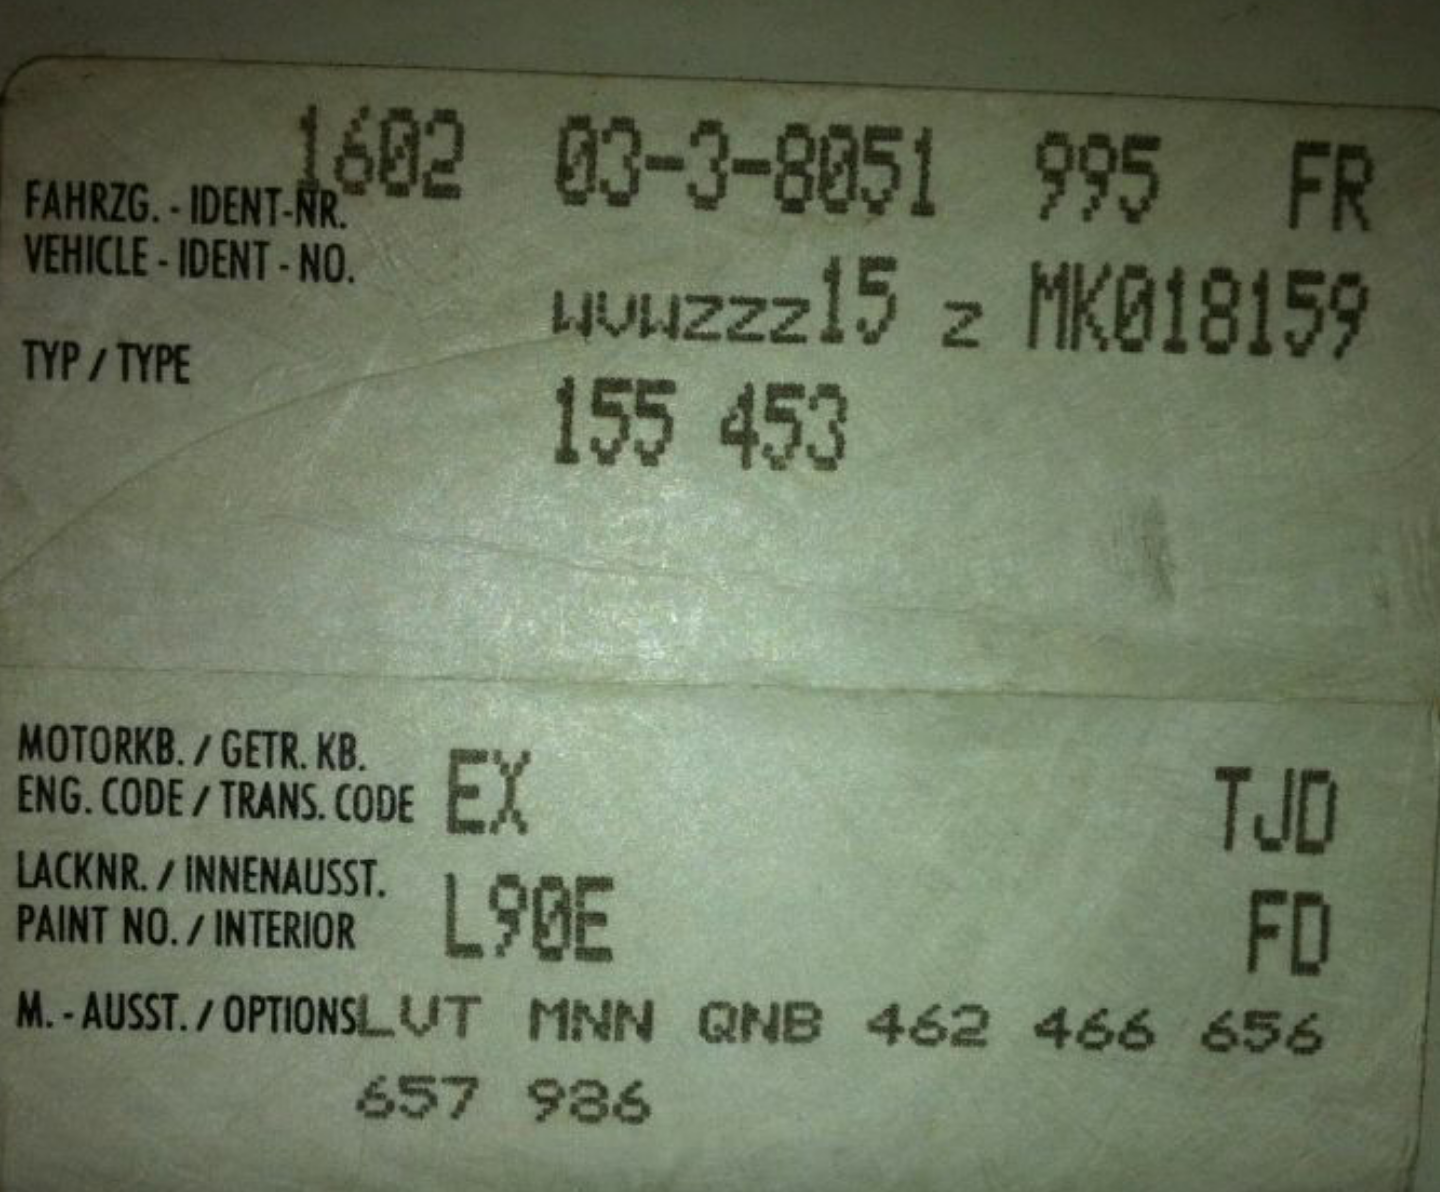 1602 03-3-8051 995 FR
FAHRZG. - IDENT-NR.
VEHICLE - IDENT - NO.
WVWZZZ15 Z MK018159
TYP / TYPE
155 453
MOTORKB. / GETR. KB.
ENG. CODE / TRANS. CODE EX TJD
LACKNR. / INNENAUSST.
PAINT NO. / INTERIOR L90E FD
M. - AUSST. / OPTIONS LVT MNN QNB 462 466 656
657 986